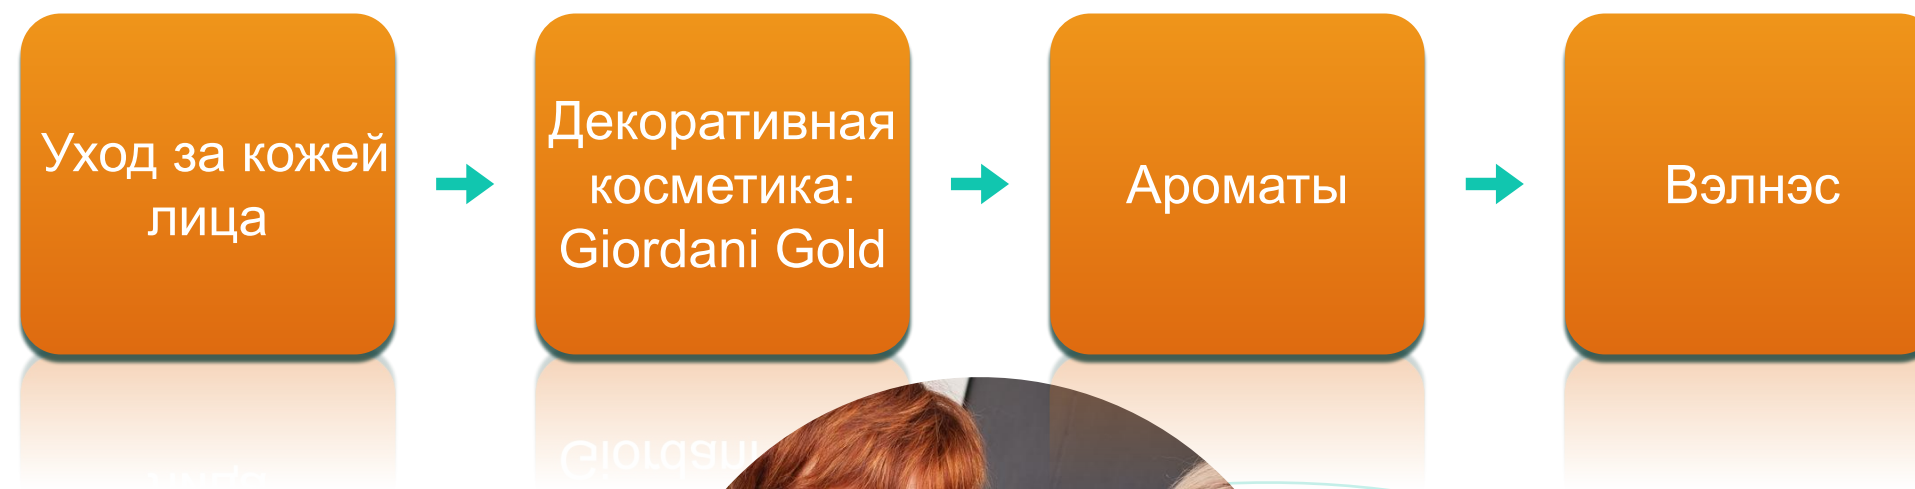 Уход за кожей
лица
Декоративная
косметика:
Giordani Gold
Ароматы
Вэлнэс